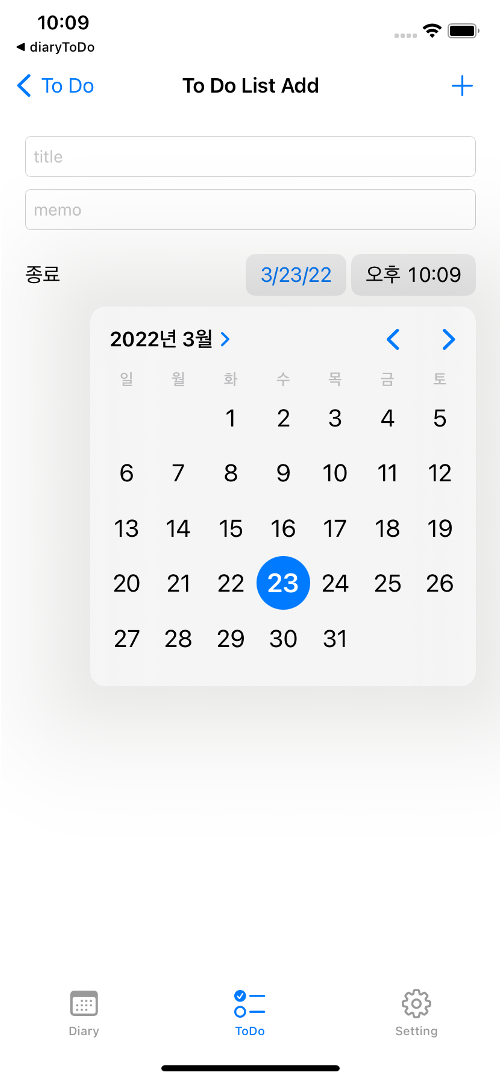 10:09
◀ diaryToDo
To Do
To Do List Add
title
memo
종료 3/23/22 오후 10:09
2022년 3월
일 월 화 수 목 금 토
1 2 3 4 5
6 7 8 9 10 11 12
13 14 15 16 17 18 19
20 21 22 23 24 25 26
27 28 29 30 31
Diary ToDo Setting